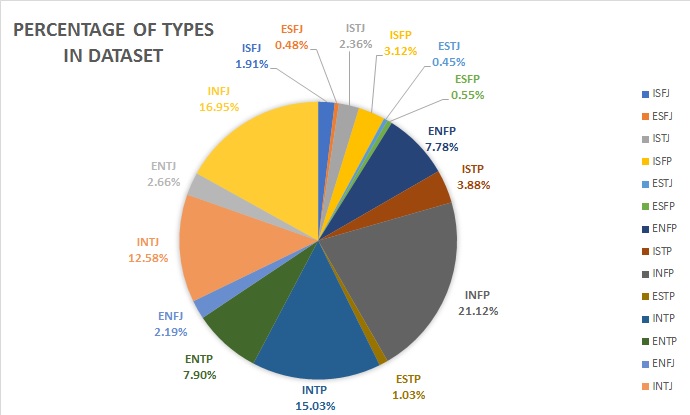 PERCENTAGE OF TYPES
IN DATASET
ISFJ
1.91%
ESFJ
0.48%
ISTJ
2.36%
ISFP
3.12%
ESTJ
0.45%
ESFP
0.55%
ENFP
7.78%
ISTP
3.88%
INFP
21.12%
ESTP
1.03%
INTP
15.03%
ENTP
7.90%
ENFJ
2.19%
INTJ
12.58%
ENTJ
2.66%
INFJ
16.95%
ISFJ
ESFJ
ISTJ
ISFP
ESTJ
ESFP
ENFP
ISTP
INFP
ESTP
INTP
ENTP
ENFJ
INTJ